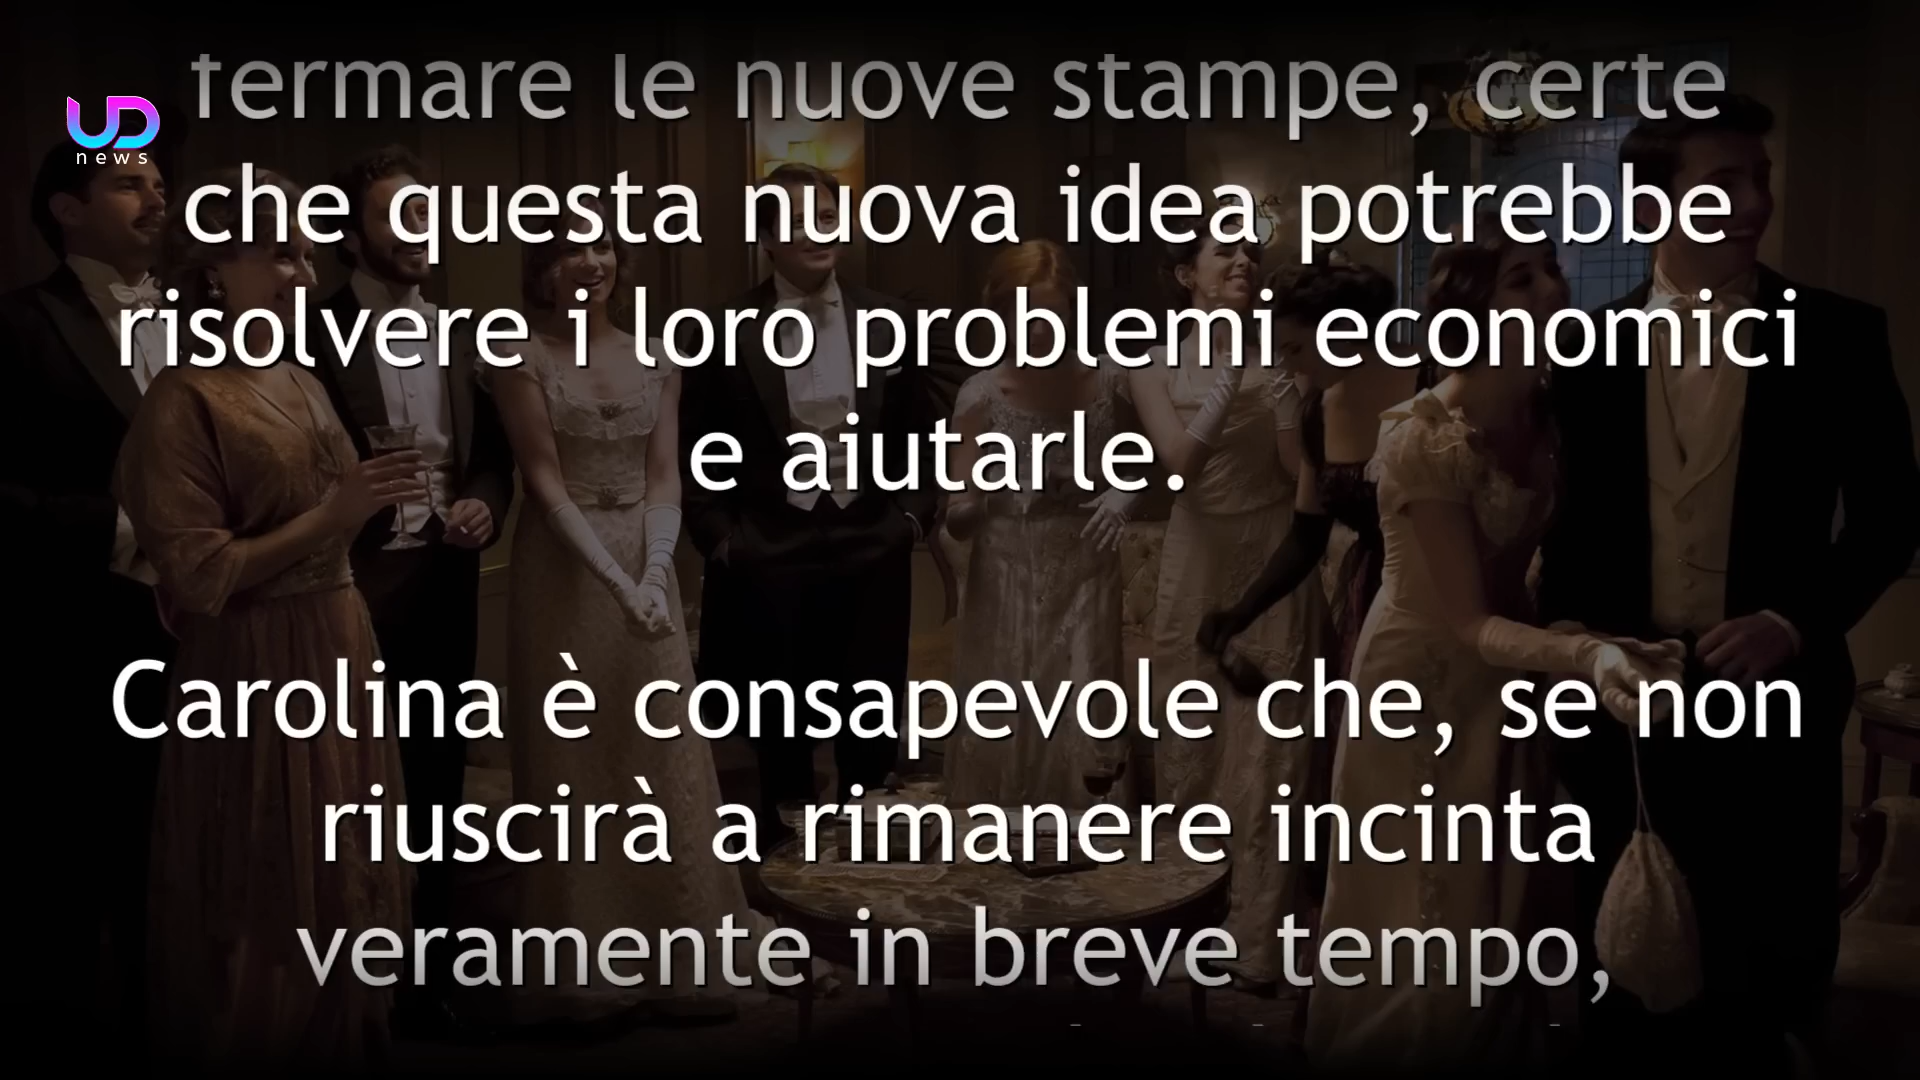 UD
news
fermare le nuove stampe, certe
che questa nuova idea potrebbe
risolvere i loro problemi economici
e aiutarle.
Carolina è consapevole che, se non
riuscirà a rimanere incinta
veramente in breve tempo,